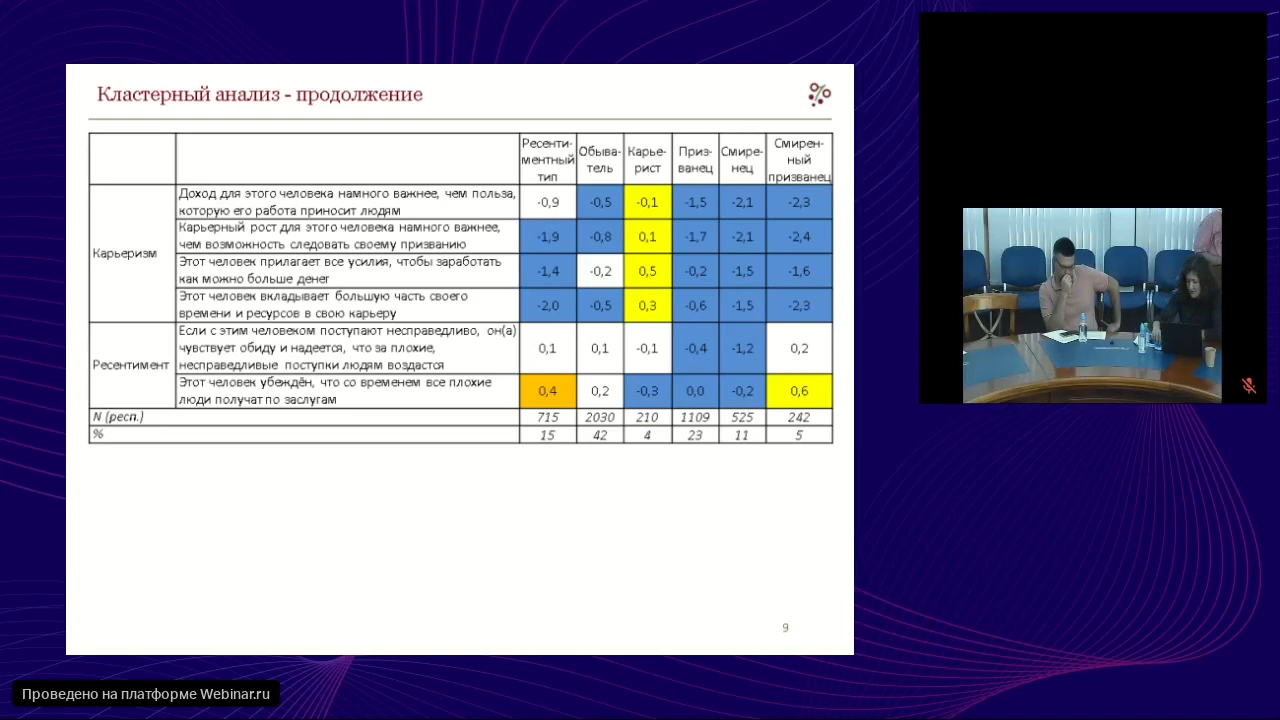 Кластерный анализ - продолжение
Ресенти-
ментный
тип
Обыва-
тель
Карье-
рист
Приз-
ванец
Смире-
нец
Смирен-
ный
призванец
Карьеризм
Доход для этого человека намного важнее, чем польза,
которую его работа приносит людям
-0,9 -0,5 -0,1 -1,5 -2,1 -2,3
Карьерный рост для этого человека намного важнее,
чем возможность следовать своему призванию
-1,9 -0,8 0,1 -1,7 -2,1 -2,4
Этот человек прилагает все усилия, чтобы заработать
как можно больше денег
-1,4 -0,2 0,5 -0,2 -1,5 -1,6
Этот человек вкладывает большую часть своего
времени и ресурсов в свою карьеру
-2,0 -0,5 0,3 -0,6 -1,5 -2,3
Ресентимент
Если с этим человеком поступают несправедливо, он(а)
чувствует обиду и надеется, что за плохие,
несправедливые поступки людям воздастся
0,1 0,1 -0,1 -0,4 -1,2 0,2
Этот человек убеждён, что со временем все плохие
люди получат по заслугам
0,4 0,2 -0,3 0,0 -0,2 0,6
N (респ.) 715 2030 210 1109 525 242
% 15 42 4 23 11 5
9
Проведено на платформе Webinar.ru